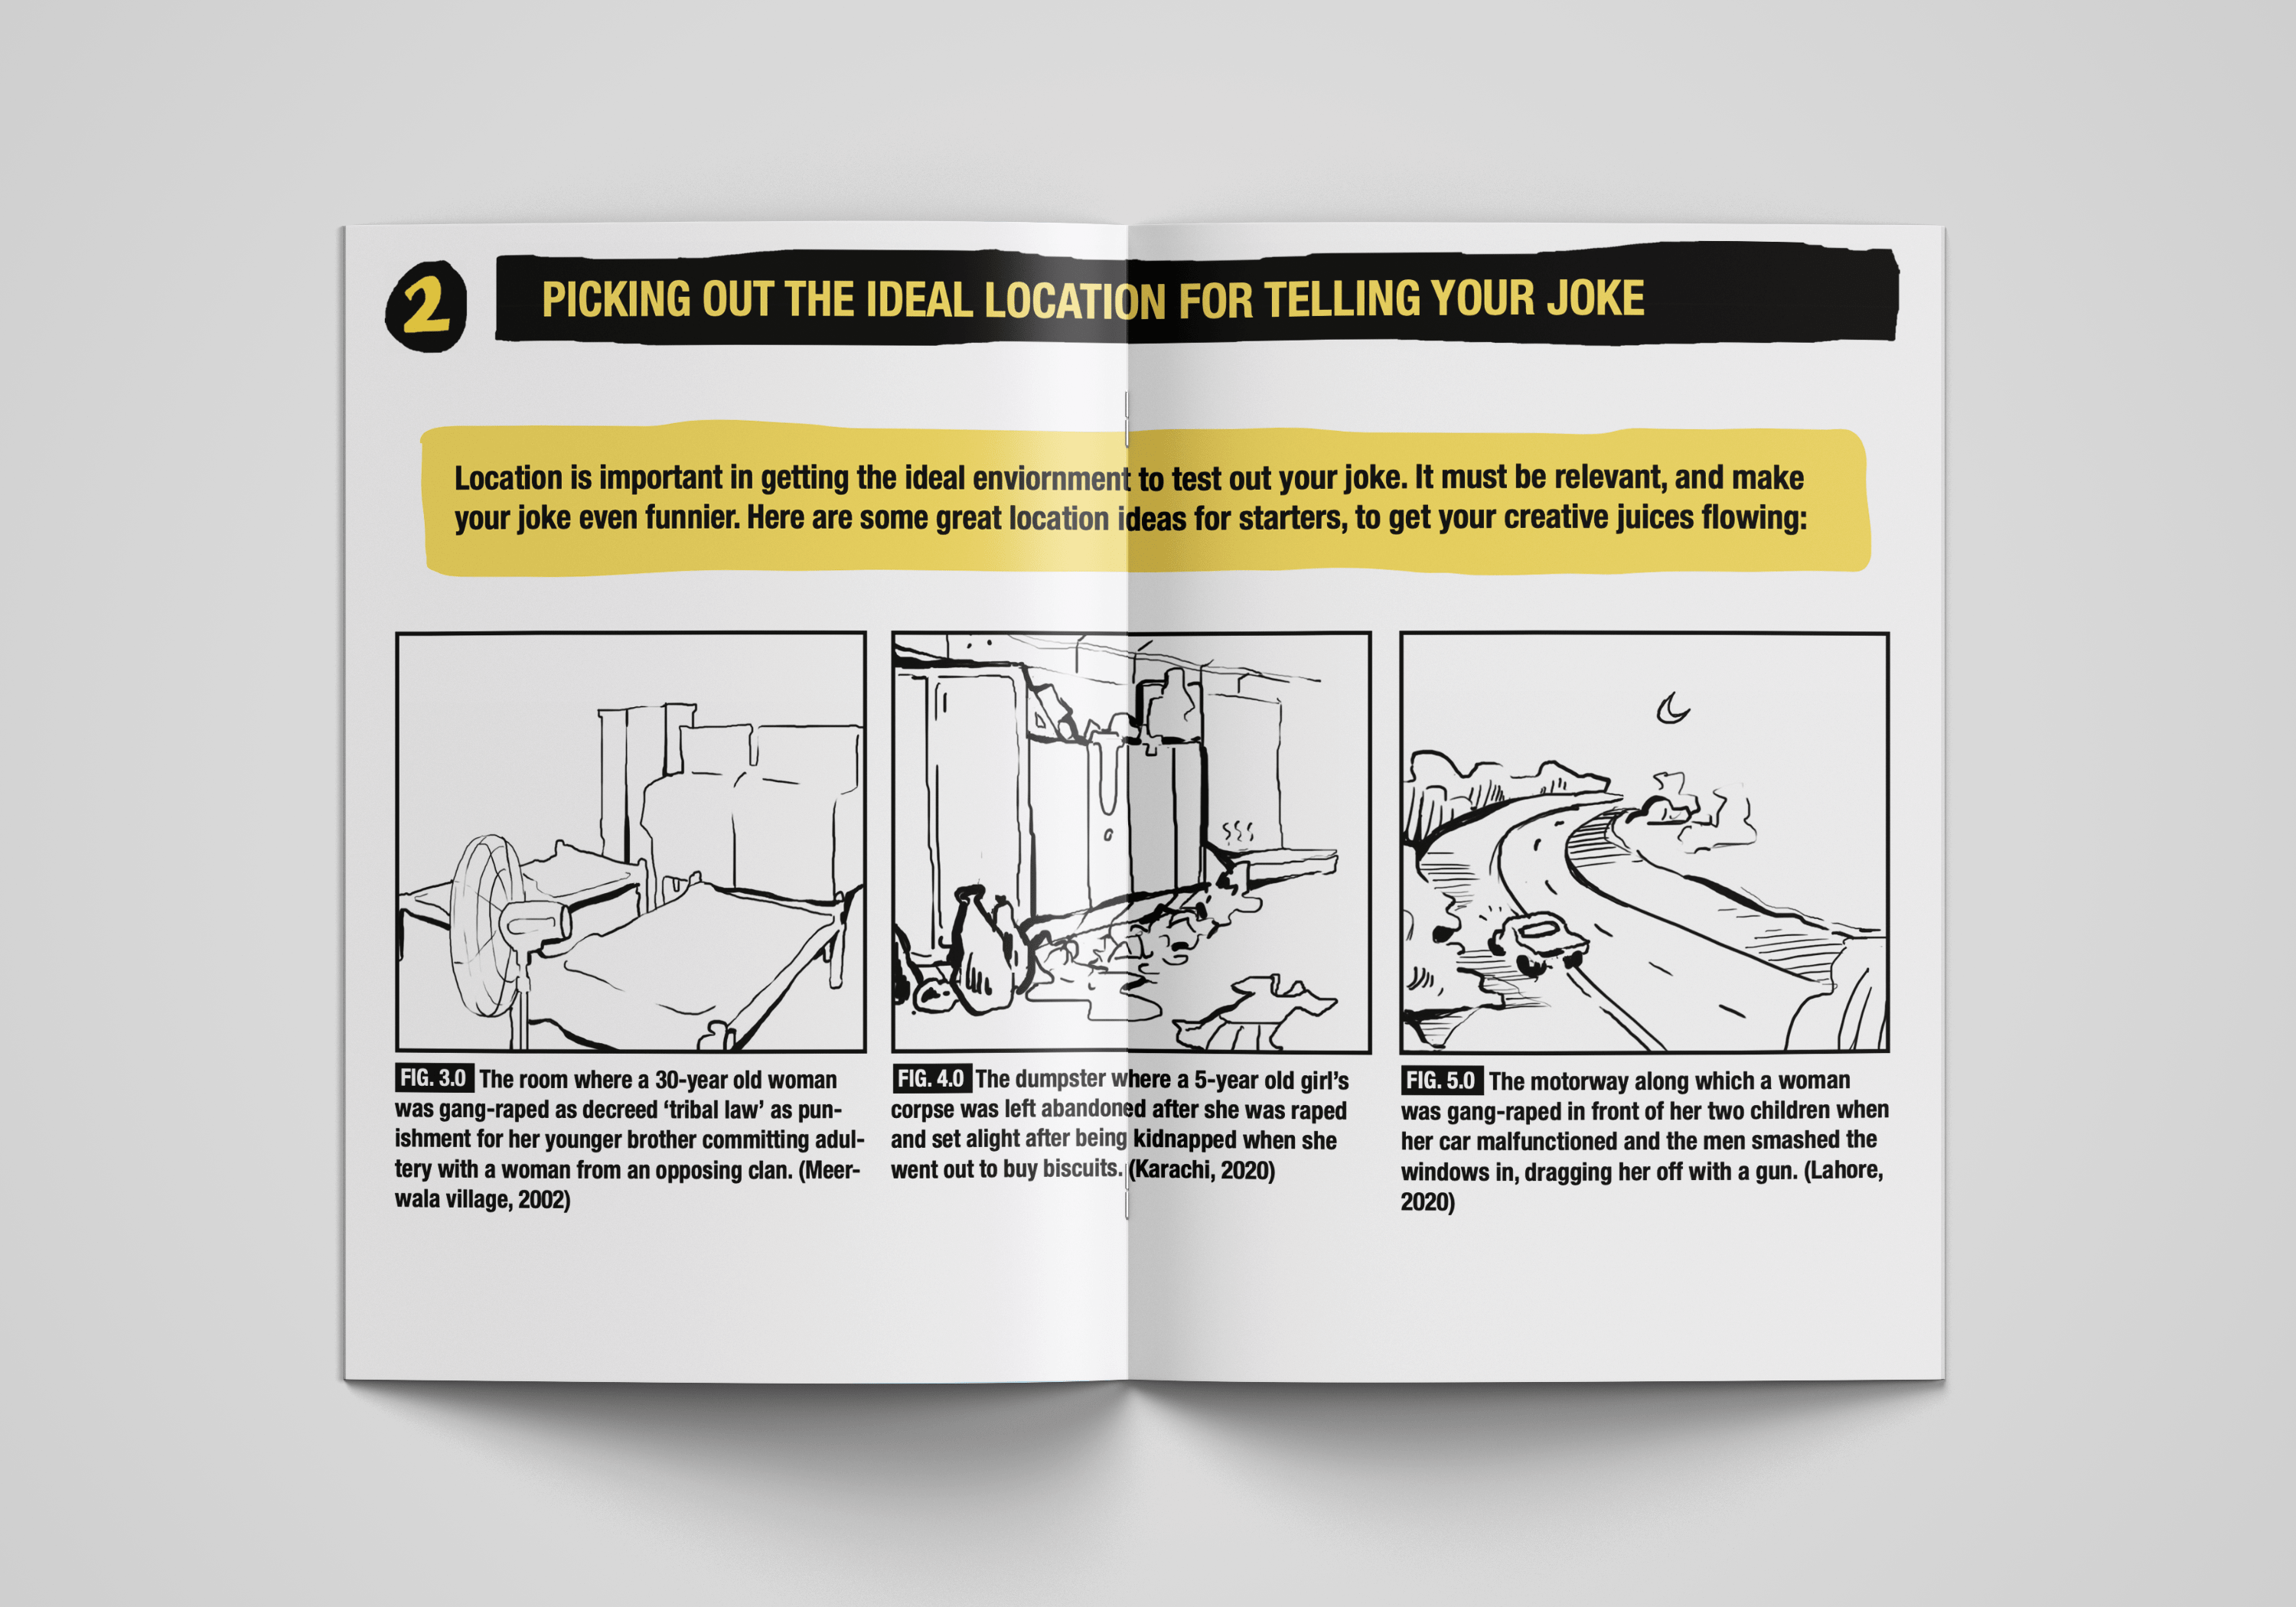 2
PICKING OUT THE IDEAL LOCATION FOR TELLING YOUR JOKE
Location is important in getting the ideal enviornment to test out your joke. It must be relevant, and make
your joke even funnier. Here are some great location ideas for starters, to get your creative juices flowing:
FIG. 3.0 The room where a 30-year old woman
was gang-raped as decreed ‘tribal law’ as pun-
ishment for her younger brother committing adul-
tery with a woman from an opposing clan. (Meer-
wala village, 2002)
FIG. 4.0 The dumpster where a 5-year old girl’s
corpse was left abandoned after she was raped
and set alight after being kidnapped when she
went out to buy biscuits. (Karachi, 2020)
FIG. 5.0 The motorway along which a woman
was gang-raped in front of her two children when
her car malfunctioned and the men smashed the
windows in, dragging her off with a gun. (Lahore,
2020)